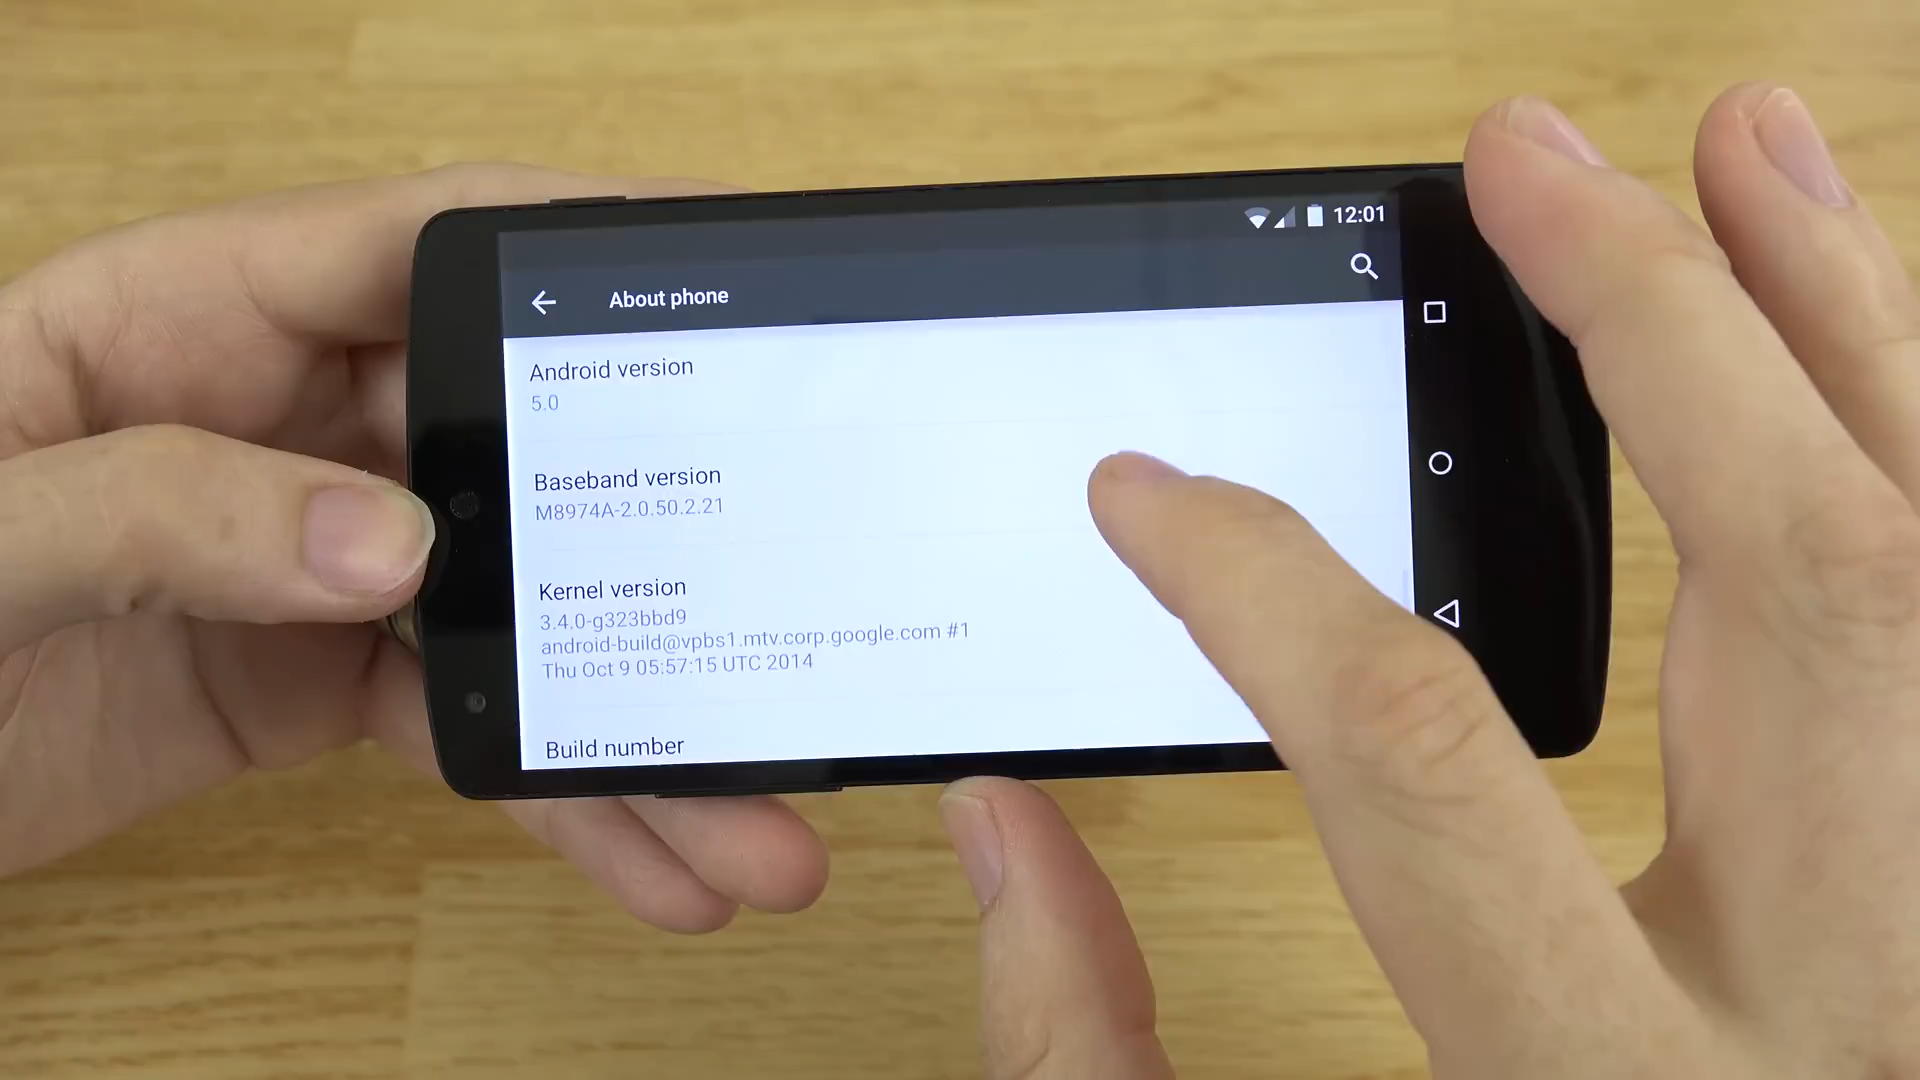 12:01
About phone
Android version
5.0
Baseband version
M8974A-2.0.50.2.21
Kernel version
3.4.0-g323bbd9
android-build@vpbs1.mtv.corp.google.com #1
Thu Oct 9 05:57:15 UTC 2014
Build number